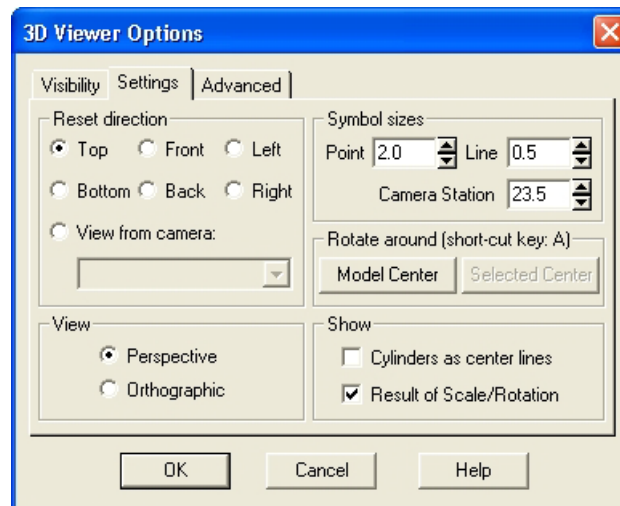 3D Viewer Options
Visibility Settings Advanced
Reset direction
Top Front Left
Bottom Back Right
View from camera:
Symbol sizes
Point 2.0 Line 0.5
Camera Station 23.5
Rotate around (short-cut key: A)
Model Center Selected Center
View
Perspective
Orthographic
Show
Cylinders as center lines
Result of Scale/Rotation
OK Cancel Help